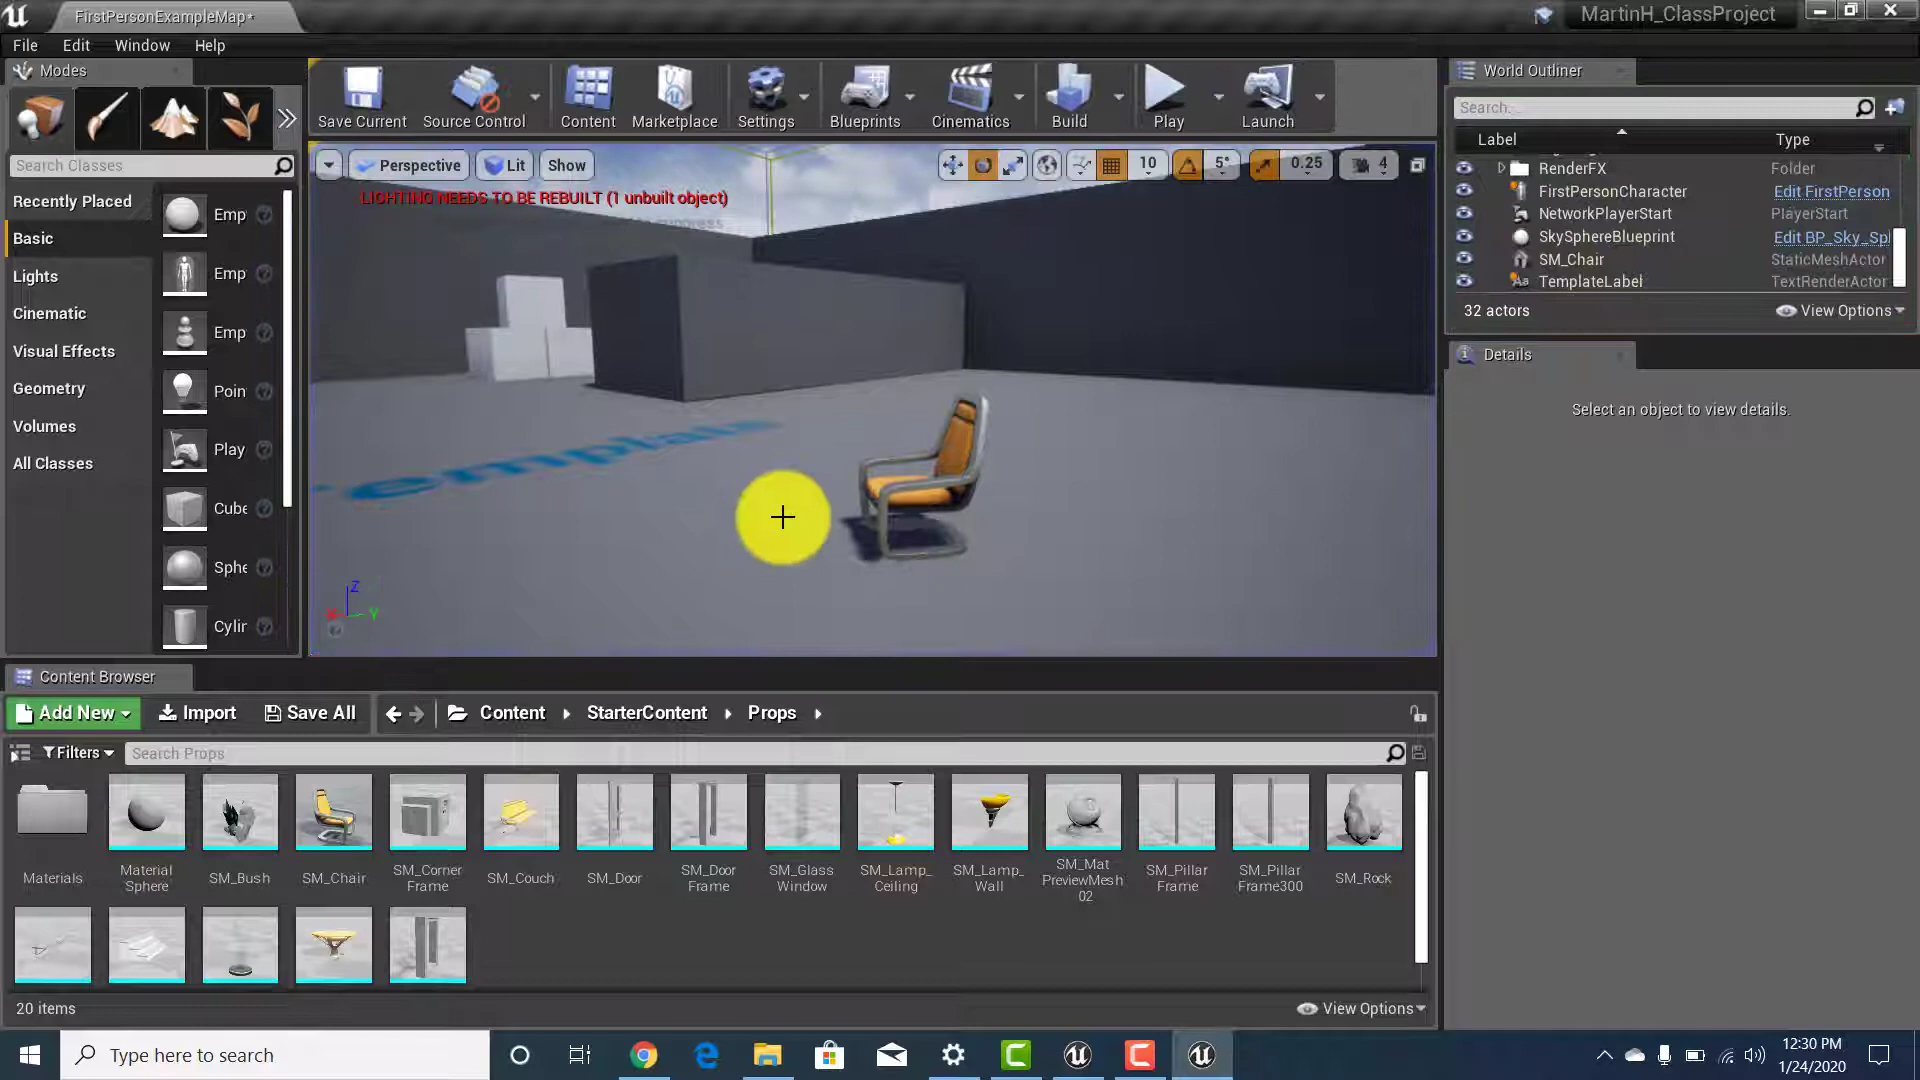 FirstPersonExampleMap*
MartinH_ClassProject
File Edit Window Help
Modes
Save Current Source Control Content Marketplace Settings Blueprints Cinematics Build Play Launch
World Outliner
Search...
Label Type
Search Classes
Perspective Lit Show 10 5° 0.25 4
LIGHTING NEEDS TO BE REBUILT (1 unbuilt object)
RenderFX Folder
FirstPersonCharacter Edit FirstPerson
NetworkPlayerStart PlayerStart
SkySphereBlueprint Edit BP_Sky_Spl
SM_Chair StaticMeshActor
TemplateLabel TextRenderActor
32 actors View Options
Recently Placed
Basic
Lights
Cinematic
Visual Effects
Geometry
Volumes
All Classes
Emp
Emp
Emp
Poin
Play
Cube
Sphe
Cylin
emplate
Z
X Y
Details
Select an object to view details.
Content Browser
Add New Import Save All Content StarterContent Props
Filters Search Props
Materials
Material Sphere
SM_Bush
SM_Chair
SM_Corner Frame
SM_Couch
SM_Door
SM_Door Frame
SM_Glass Window
SM_Lamp_ Ceiling
SM_Lamp_ Wall
SM_Mat PreviewMesh 02
SM_Pillar Frame
SM_Pillar Frame300
SM_Rock
20 items View Options
Type here to search
12:30 PM
1/24/2020